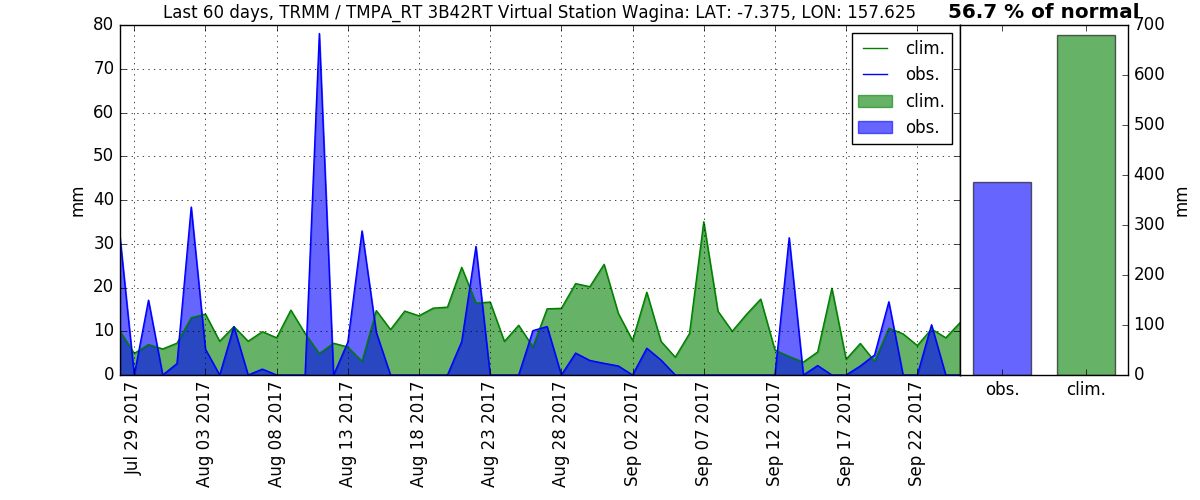 Last 60 days, TRMM / TMPA_RT 3B42RT Virtual Station Wagina: LAT: -7.375, LON: 157.625
56.7 % of normal
80
70
60
50
40
30
20
10
0
mm
clim.
obs.
clim.
obs.
Jul 29 2017
Aug 03 2017
Aug 08 2017
Aug 13 2017
Aug 18 2017
Aug 23 2017
Aug 28 2017
Sep 02 2017
Sep 07 2017
Sep 12 2017
Sep 17 2017
Sep 22 2017
700
600
500
400
300
200
100
0
mm
obs.
clim.